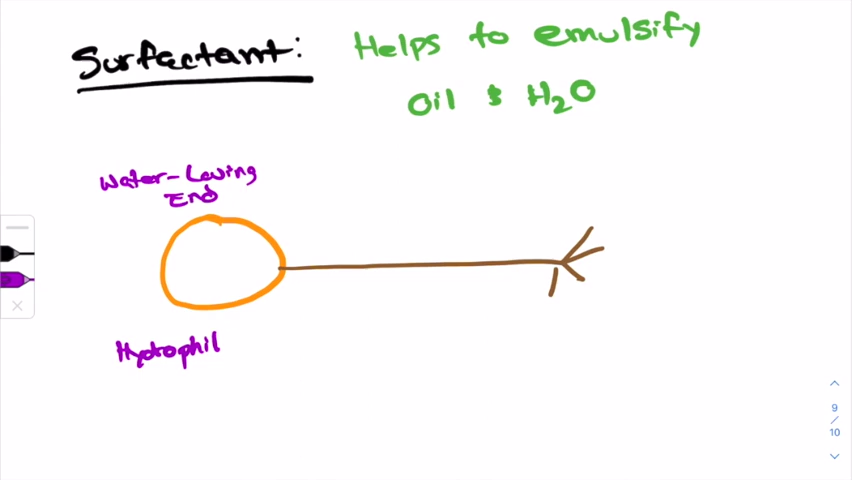 Surfactant:
Helps to emulsify
Oil & H₂O
Water-Loving
End
Hydrophil
9
/
10